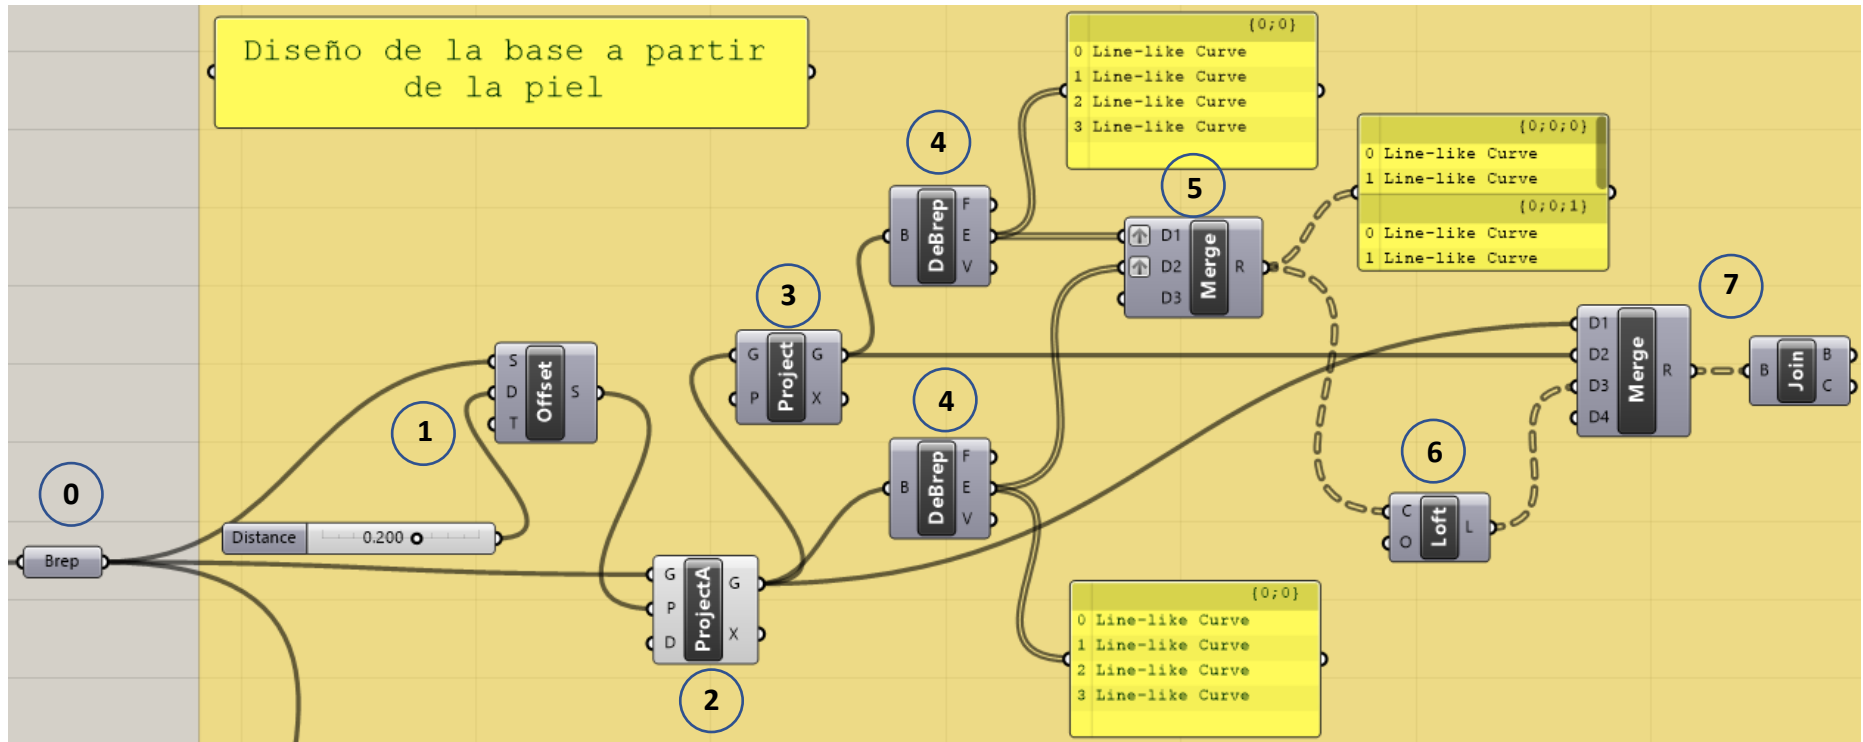 Diseño de la base a partir
de la piel
{0;0}
0 Line-like Curve
1 Line-like Curve
2 Line-like Curve
3 Line-like Curve
4
F
B DeBrep E
V
5
D1
D2 Merge R
D3
{0;0;0}
0 Line-like Curve
1 Line-like Curve
{0;0;1}
0 Line-like Curve
1 Line-like Curve
3
G Project G
P X
7
D1
D2 Merge R
D3
D4
B Join B
C
1
S
D Offset S
T
4
F
B DeBrep E
V
6
C Loft L
O
0
Brep
Distance 0.200
G ProjectA G
P
D X
2
{0;0}
0 Line-like Curve
1 Line-like Curve
2 Line-like Curve
3 Line-like Curve